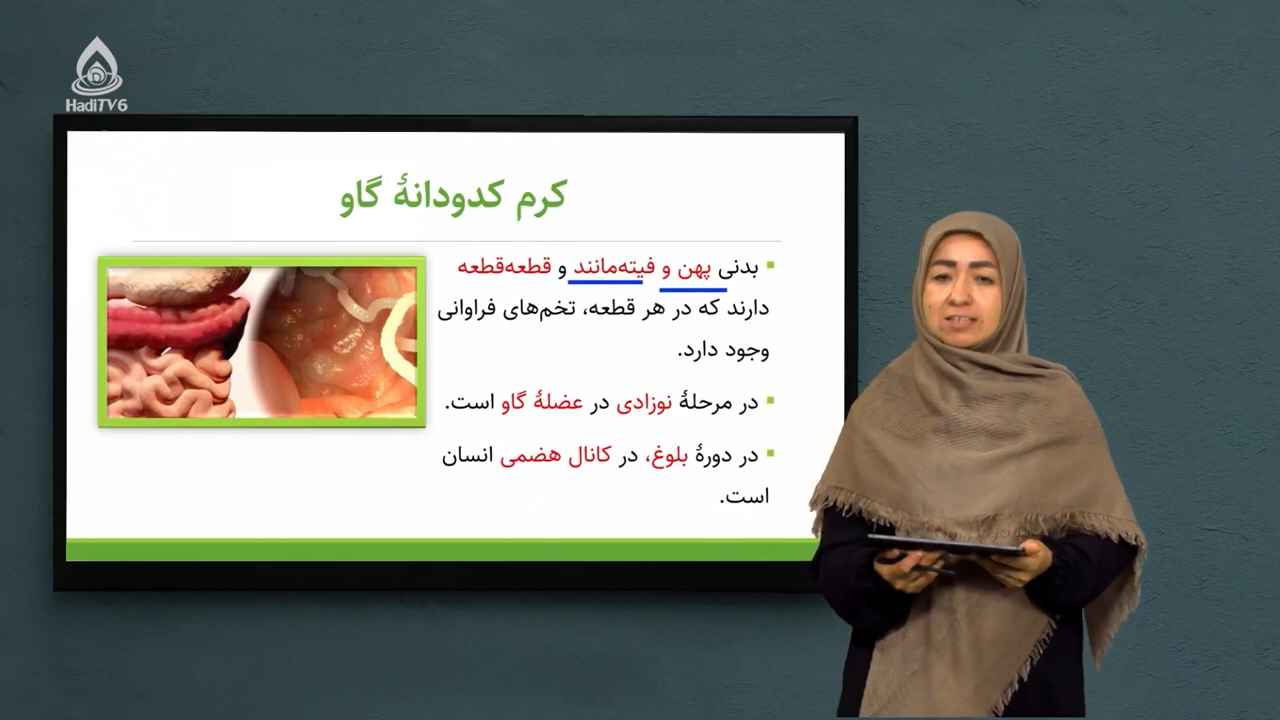 HadiTV6
کرم کدودانهٔ گاو
بدنی پهن و فیته‌مانند و قطعه‌قطعه
دارند که در هر قطعه، تخم‌های فراوانی
وجود دارد.
در مرحلهٔ نوزادی در عضلهٔ گاو است.
در دورهٔ بلوغ، در کانال هضمی انسان
است.